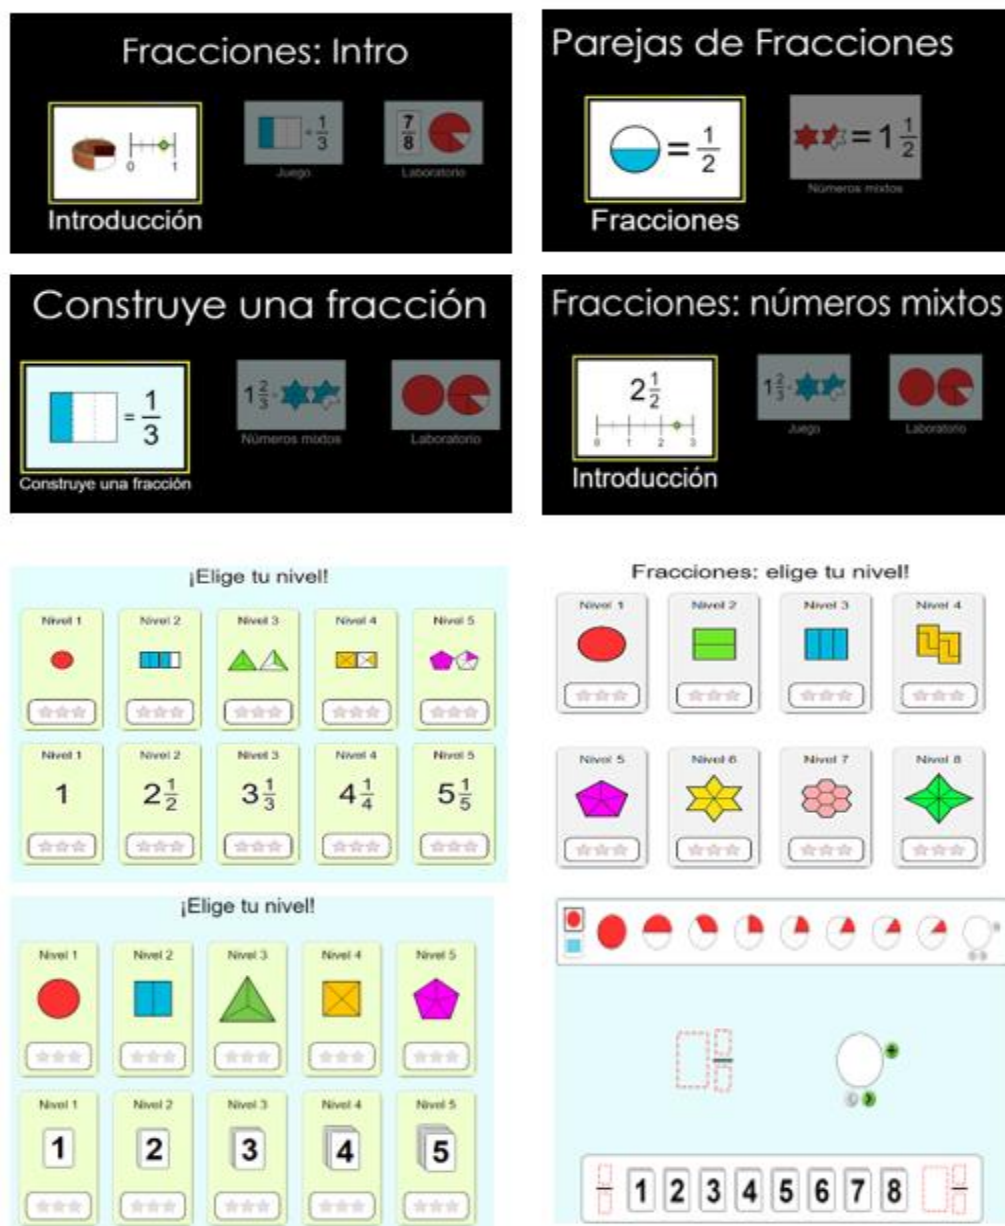 Fracciones: Intro
0 1
Introducción
= 1/3
Juego
7/8
Laboratorio
Parejas de Fracciones
= 1/2
Fracciones
= 1 1/2
Números mixtos
Construye una fracción
= 1/3
Construye una fracción
1 2/3 =
Números mixtos
Laboratorio
Fracciones: números mixtos
2 1/2
0 1 2 3
Introducción
1 2/3 =
Juego
Laboratorio
¡Elige tu nivel!
Nivel 1 Nivel 2 Nivel 3 Nivel 4 Nivel 5
Nivel 1 Nivel 2 Nivel 3 Nivel 4 Nivel 5
1 2 1/2 3 1/3 4 1/4 5 1/5
Fracciones: elige tu nivel!
Nivel 1 Nivel 2 Nivel 3 Nivel 4
Nivel 5 Nivel 6 Nivel 7 Nivel 8
¡Elige tu nivel!
Nivel 1 Nivel 2 Nivel 3 Nivel 4 Nivel 5
Nivel 1 Nivel 2 Nivel 3 Nivel 4 Nivel 5
1 2 3 4 5
1 2 3 4 5 6 7 8